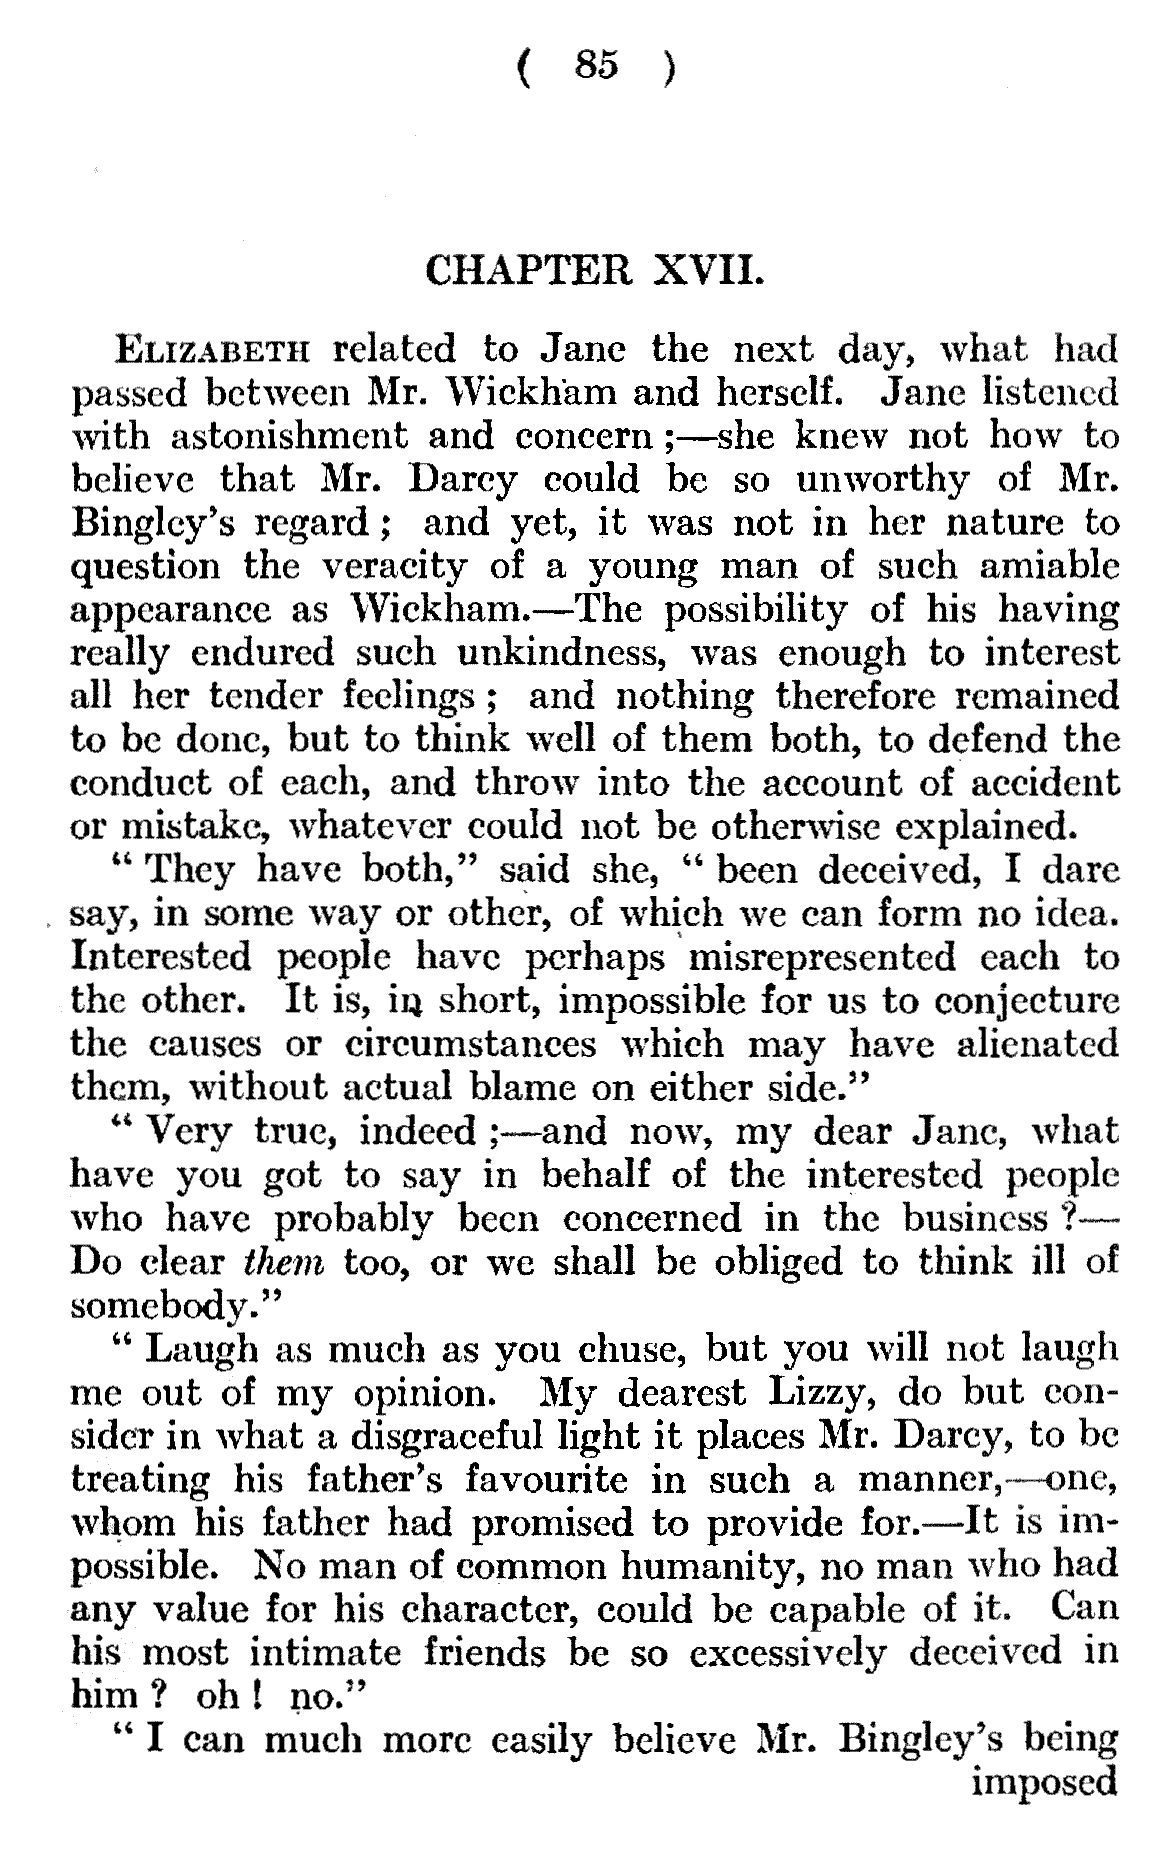 ( 85 )
CHAPTER XVII.
ELIZABETH related to Jane the next day, what had
passed between Mr. Wickham and herself. Jane listened
with astonishment and concern ;—she knew not how to
believe that Mr. Darcy could be so unworthy of Mr.
Bingley's regard ; and yet, it was not in her nature to
question the veracity of a young man of such amiable
appearance as Wickham.—The possibility of his having
really endured such unkindness, was enough to interest
all her tender feelings ; and nothing therefore remained
to be done, but to think well of them both, to defend the
conduct of each, and throw into the account of accident
or mistake, whatever could not be otherwise explained.
“ They have both,” said she, “ been deceived, I dare
say, in some way or other, of which we can form no idea.
Interested people have perhaps misrepresented each to
the other. It is, in short, impossible for us to conjecture
the causes or circumstances which may have alienated
them, without actual blame on either side.”
“ Very true, indeed ;—and now, my dear Jane, what
have you got to say in behalf of the interested people
who have probably been concerned in the business ?—
Do clear them too, or we shall be obliged to think ill of
somebody.”
“ Laugh as much as you chuse, but you will not laugh
me out of my opinion. My dearest Lizzy, do but con-
sider in what a disgraceful light it places Mr. Darcy, to be
treating his father's favourite in such a manner,—one,
whom his father had promised to provide for.—It is im-
possible. No man of common humanity, no man who had
any value for his character, could be capable of it. Can
his most intimate friends be so excessively deceived in
him ? oh ! no.”
“ I can much more easily believe Mr. Bingley's being
imposed